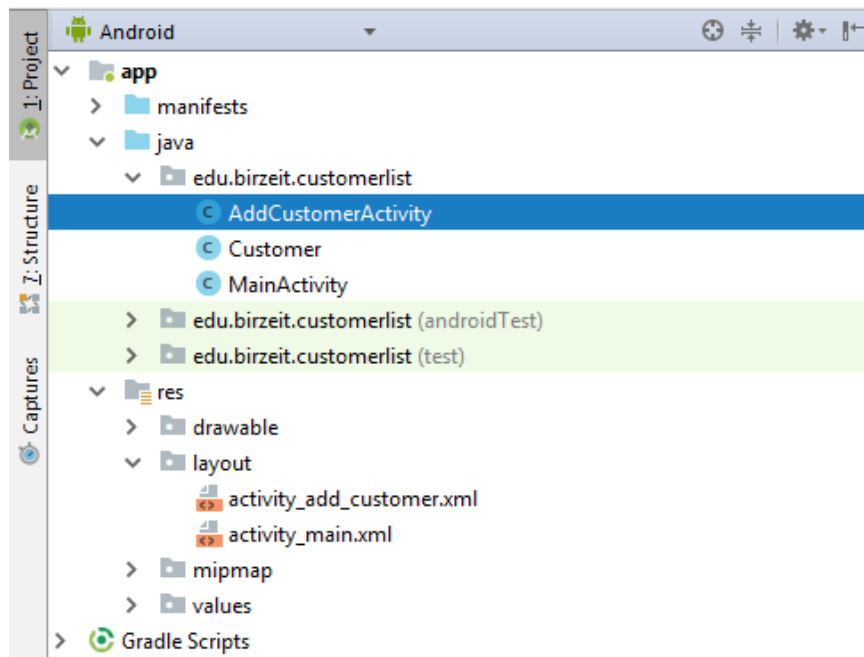 Android
1: Project
app
manifests
java
edu.birzeit.customerlist
C AddCustomerActivity
C Customer
C MainActivity
edu.birzeit.customerlist (androidTest)
edu.birzeit.customerlist (test)
res
drawable
layout
activity_add_customer.xml
activity_main.xml
mipmap
values
Gradle Scripts
7: Structure
Captures